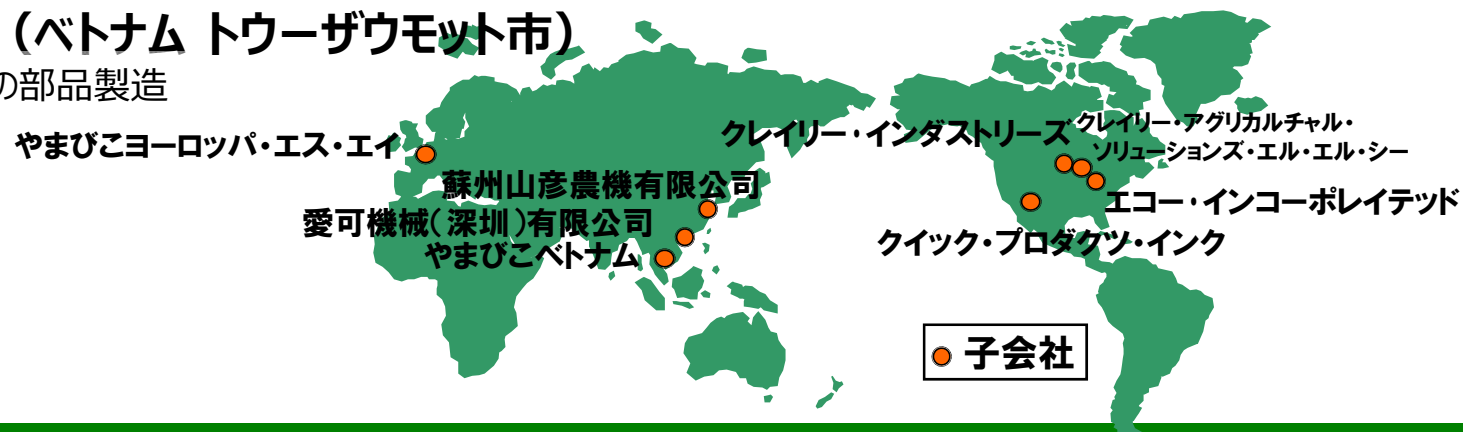 （ベトナム トウーザウモット市）
の部品製造
やまびこヨーロッパ・エス・エイ
クレイリー・インダストリーズ
クレイリー・アグリカルチャル・
ソリューションズ・エル・エル・シー
蘇州山彦農機有限公司
エコー・インコーポレイテッド
愛可機械（深圳）有限公司
クイック・プロダクツ・インク
やまびこベトナム
子会社